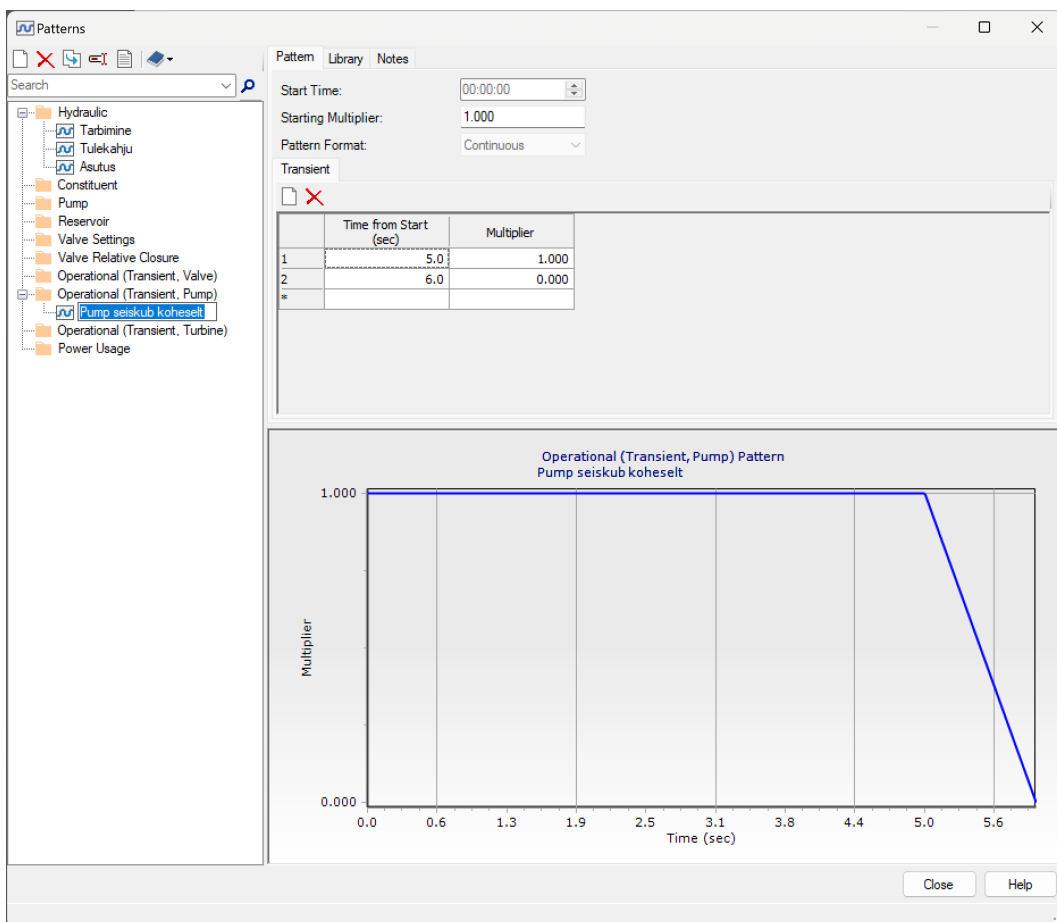 Patterns
Search
Hydraulic
Tarbimine
Tulekahju
Asutus
Constituent
Pump
Reservoir
Valve Settings
Valve Relative Closure
Operational (Transient, Valve)
Operational (Transient, Pump)
Pump seiskub koheselt
Operational (Transient, Turbine)
Power Usage
Pattern Library Notes
Start Time: 00:00:00
Starting Multiplier: 1.000
Pattern Format: Continuous
Transient
Time from Start (sec) Multiplier
1 5.0 1.000
2 6.0 0.000
*
Operational (Transient, Pump) Pattern
Pump seiskub koheselt
1.000
Multiplier
0.000
0.0 0.6 1.3 1.9 2.5 3.1 3.8 4.4 5.0 5.6
Time (sec)
Close Help